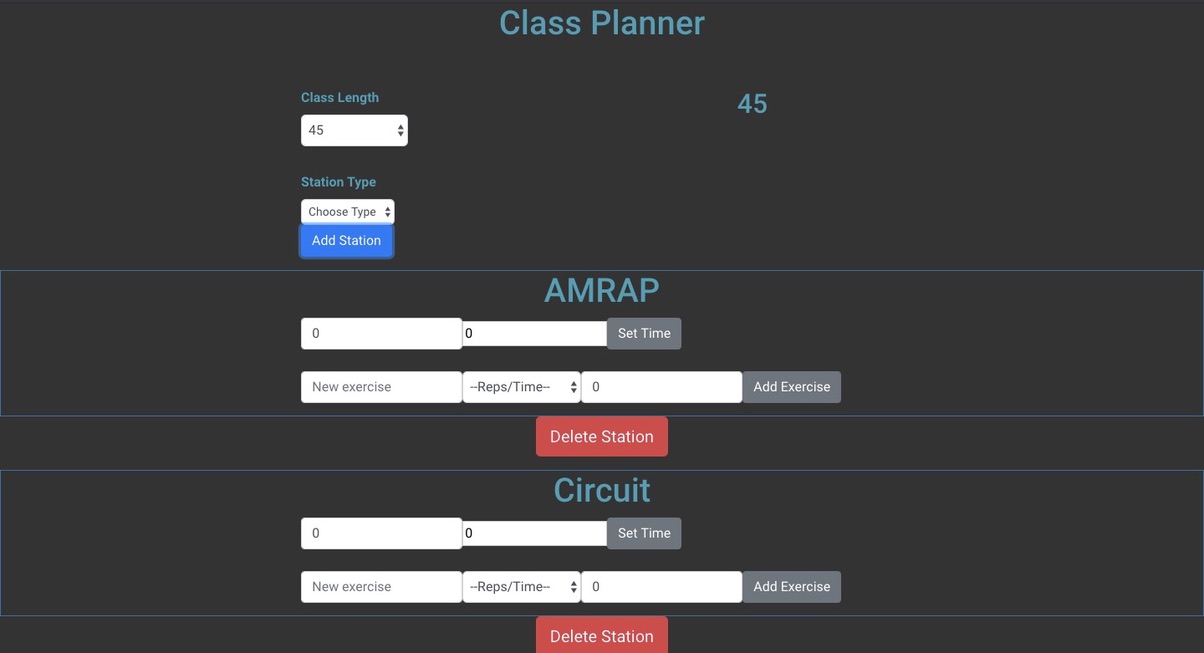 Class Planner
Class Length
45
45
Station Type
Choose Type
Add Station
AMRAP
0 0 Set Time
New exercise --Reps/Time-- 0 Add Exercise
Delete Station
Circuit
0 0 Set Time
New exercise --Reps/Time-- 0 Add Exercise
Delete Station